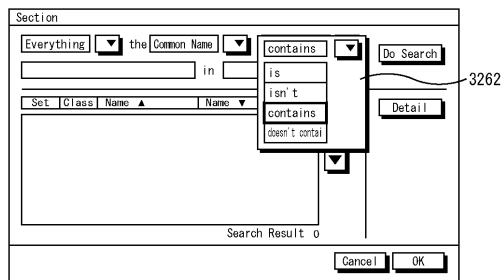 Section
Everything ▼ the Common Name ▼ contains ▼ Do Search
in
is
isn't
contains
doesn't contai
3262
Set Class Name ▲ Name ▼
Detail
▼
Search Result 0
Cancel OK